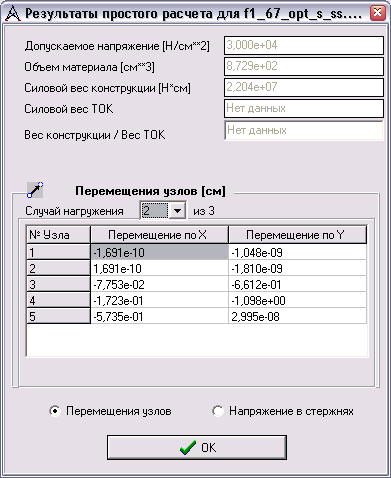 Результаты простого расчета для f1_67_opt_s_ss....
Допускаемое напряжение [Н/см**2] 3,000e+04
Объем материала [см**3] 8,729e+02
Силовой вес конструкции [Н*см] 2,204e+07
Силовой вес ТОК Нет данных
Вес конструкции / Вес ТОК Нет данных
Перемещения узлов [см]
Случай нагружения 2 из 3
№ Узла Перемещение по X Перемещение по Y
1 -1,691e-10 -1,048e-09
2 1,691e-10 -1,810e-09
3 -7,753e-02 -6,612e-01
4 -1,723e-01 -1,098e+00
5 -5,735e-01 2,995e-08
Перемещения узлов Напряжение в стержнях
OK